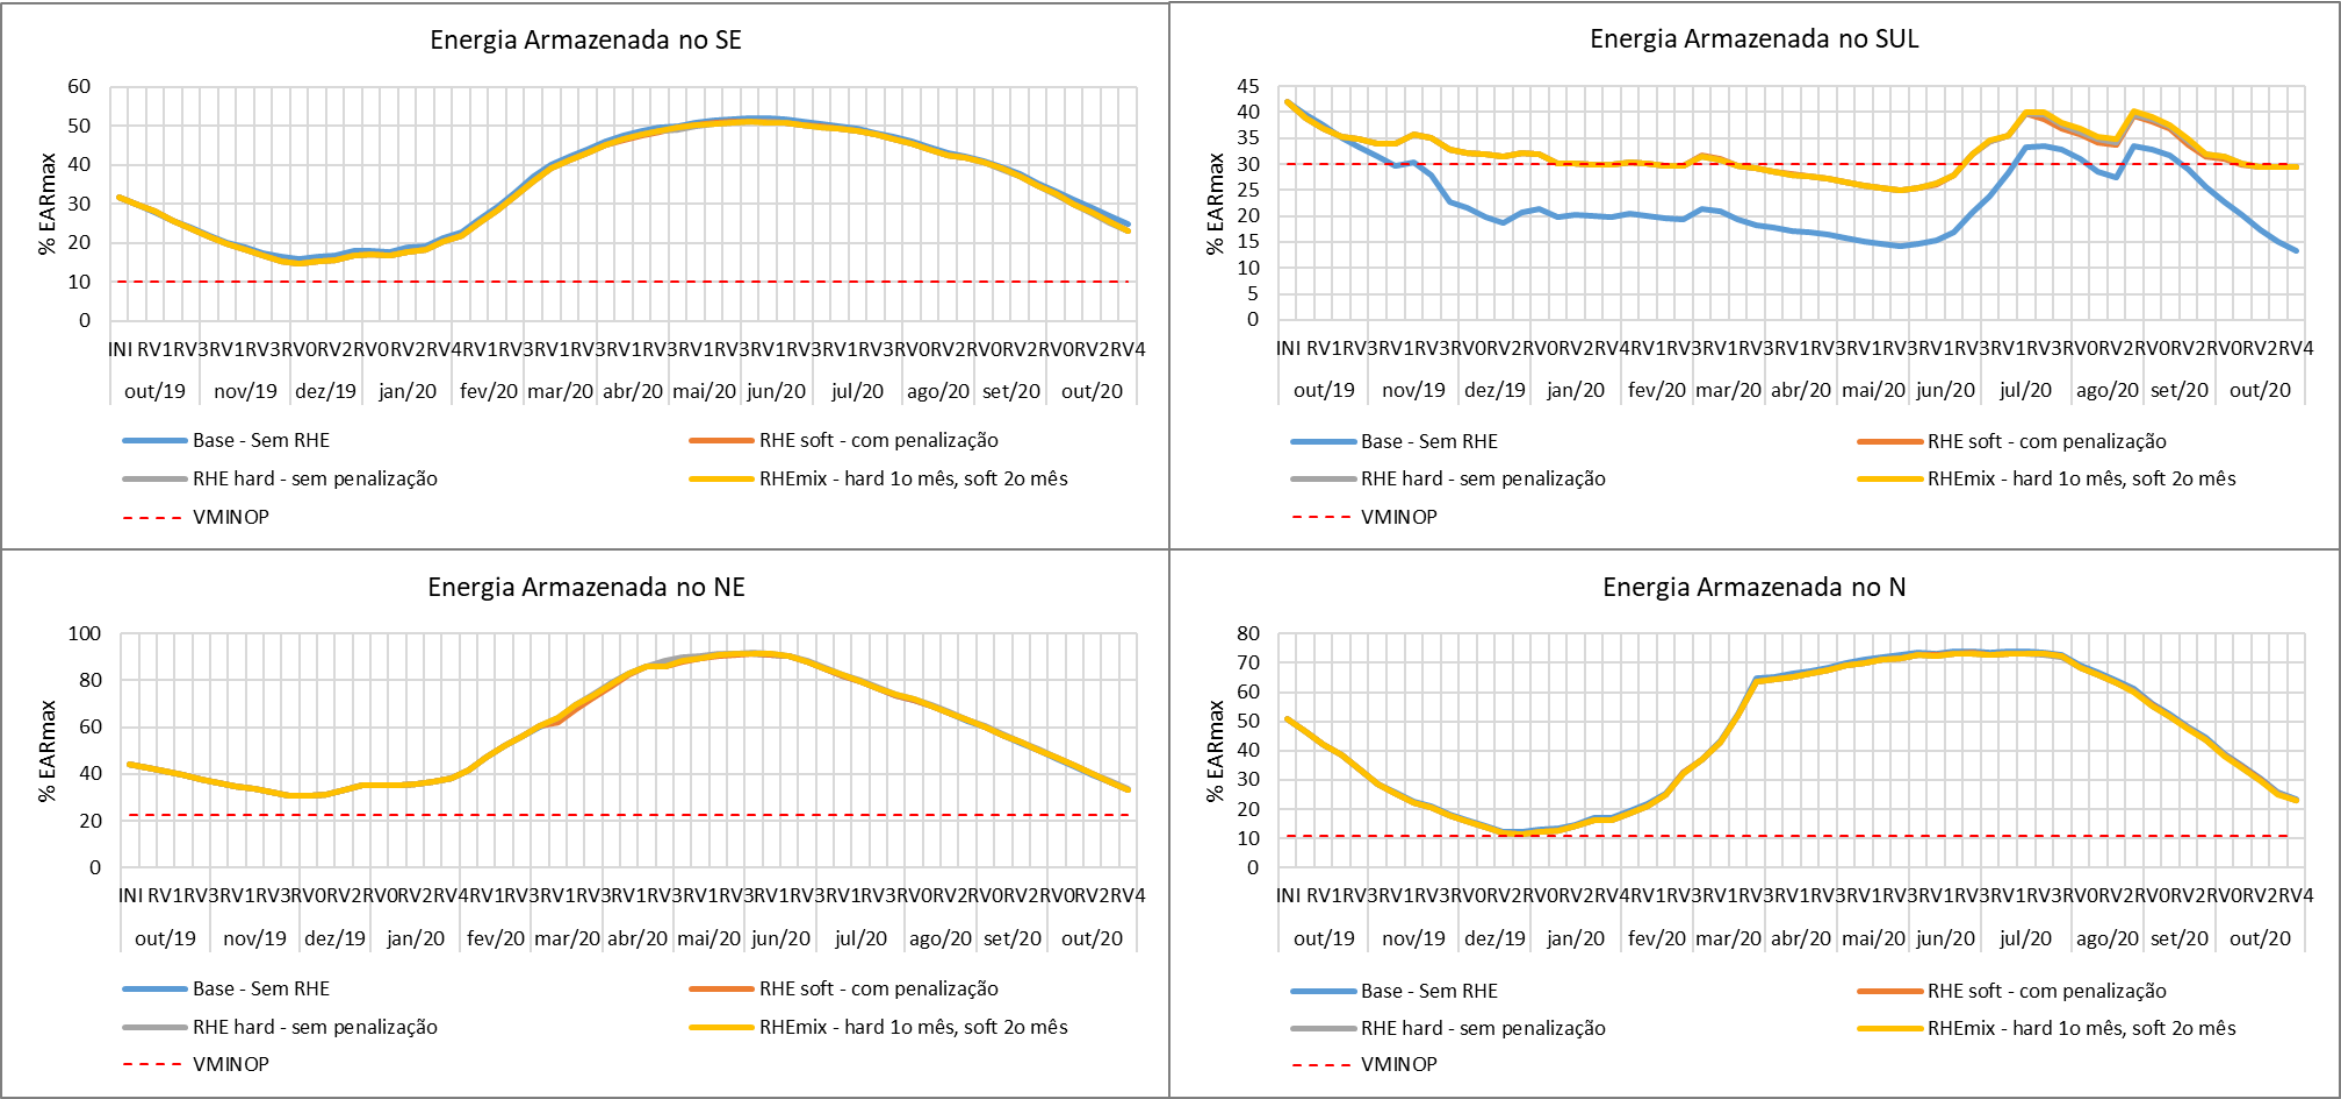 Energia Armazenada no SE
% EARmax
60
50
40
30
20
10
0
INI RV1RV3RV1RV3RV0RV2RV0RV2RV4RV1RV3RV1RV3RV1RV3RV1RV3RV1RV3RV0RV2RV0RV2RV0RV2RV4
out/19 nov/19 dez/19 jan/20 fev/20 mar/20 abr/20 mai/20 jun/20 jul/20 ago/20 set/20 out/20
Base - Sem RHE RHE soft - com penalização
RHE hard - sem penalização RHEmix - hard 1o mês, soft 2o mês
VMINOP
Energia Armazenada no SUL
% EARmax
45
40
35
30
25
20
15
10
5
0
INI RV1RV3RV1RV3RV0RV2RV0RV2RV4RV1RV3RV1RV3RV1RV3RV1RV3RV1RV3RV0RV2RV0RV2RV0RV2RV4
out/19 nov/19 dez/19 jan/20 fev/20 mar/20 abr/20 mai/20 jun/20 jul/20 ago/20 set/20 out/20
Base - Sem RHE RHE soft - com penalização
RHE hard - sem penalização RHEmix - hard 1o mês, soft 2o mês
VMINOP
Energia Armazenada no NE
% EARmax
100
80
60
40
20
0
INI RV1RV3RV1RV3RV0RV2RV0RV2RV4RV1RV3RV1RV3RV1RV3RV1RV3RV1RV3RV0RV2RV0RV2RV0RV2RV4
out/19 nov/19 dez/19 jan/20 fev/20 mar/20 abr/20 mai/20 jun/20 jul/20 ago/20 set/20 out/20
Base - Sem RHE RHE soft - com penalização
RHE hard - sem penalização RHEmix - hard 1o mês, soft 2o mês
VMINOP
Energia Armazenada no N
% EARmax
80
70
60
50
40
30
20
10
0
INI RV1RV3RV1RV3RV0RV2RV0RV2RV4RV1RV3RV1RV3RV1RV3RV1RV3RV1RV3RV0RV2RV0RV2RV0RV2RV4
out/19 nov/19 dez/19 jan/20 fev/20 mar/20 abr/20 mai/20 jun/20 jul/20 ago/20 set/20 out/20
Base - Sem RHE RHE soft - com penalização
RHE hard - sem penalização RHEmix - hard 1o mês, soft 2o mês
VMINOP